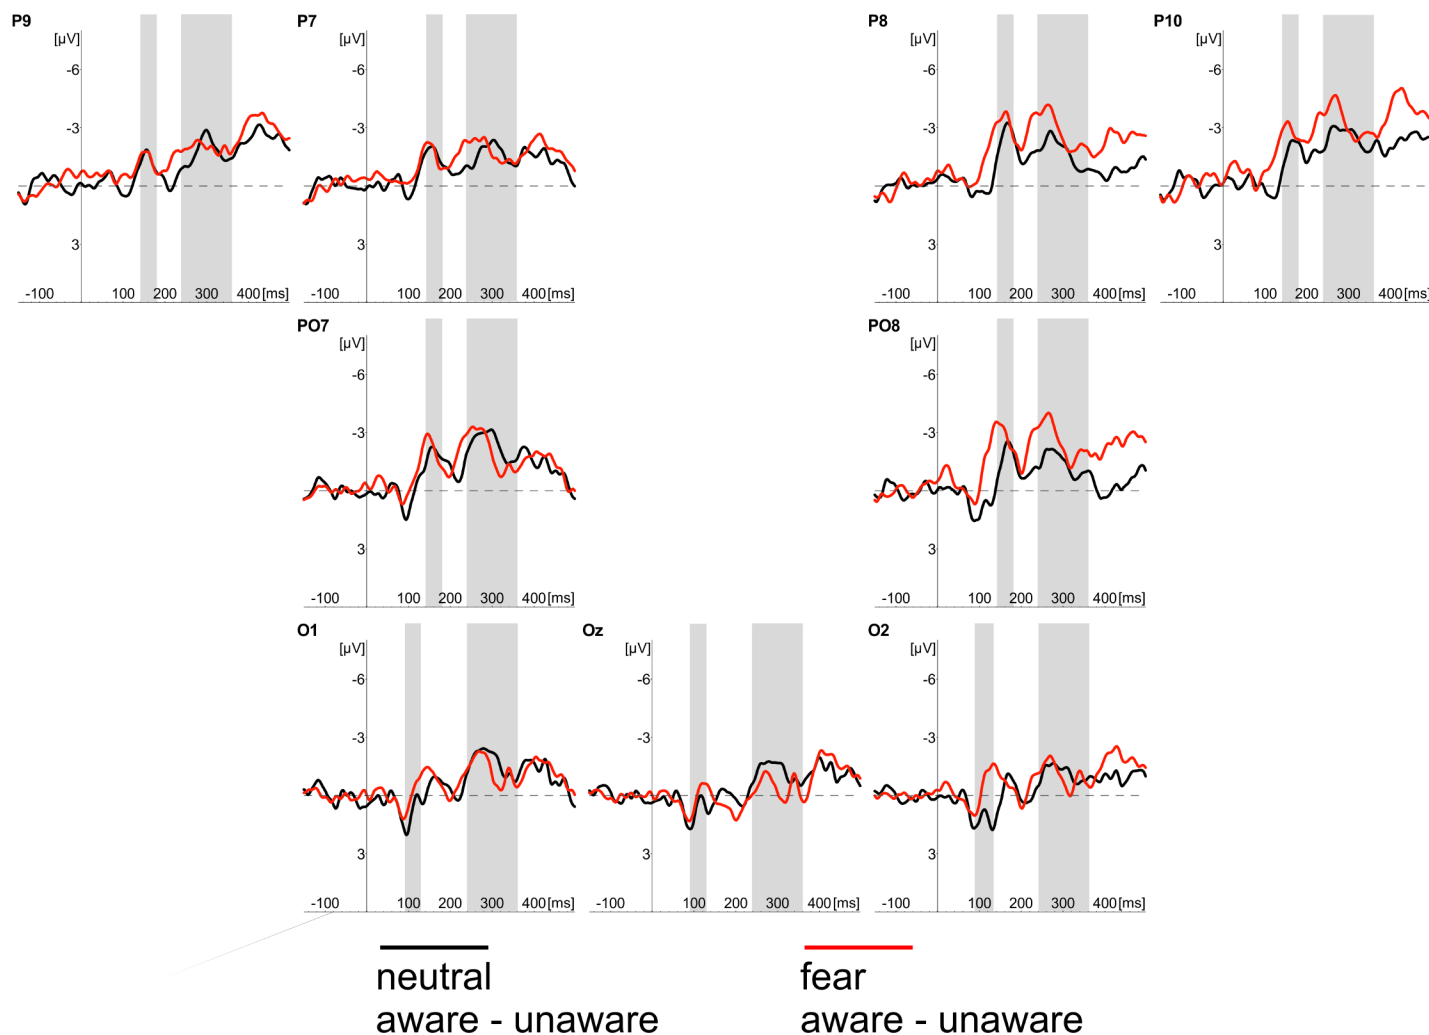 P9 P7 P8 P10
[µV] [µV] [µV] [µV]
-6 -6 -6 -6
-3 -3 -3 -3
3 3 3 3
-100 100 200 300 400[ms] -100 100 200 300 400[ms] -100 100 200 300 400[ms] -100 100 200 300 400[ms]
PO7 PO8
[µV] [µV]
-6 -6
-3 -3
3 3
-100 100 200 300 400[ms] -100 100 200 300 400[ms]
O1 Oz O2
[µV] [µV] [µV]
-6 -6 -6
-3 -3 -3
3 3 3
-100 100 200 300 400[ms] -100 100 200 300 400[ms] -100 100 200 300 400[ms]
neutral fear
aware - unaware aware - unaware